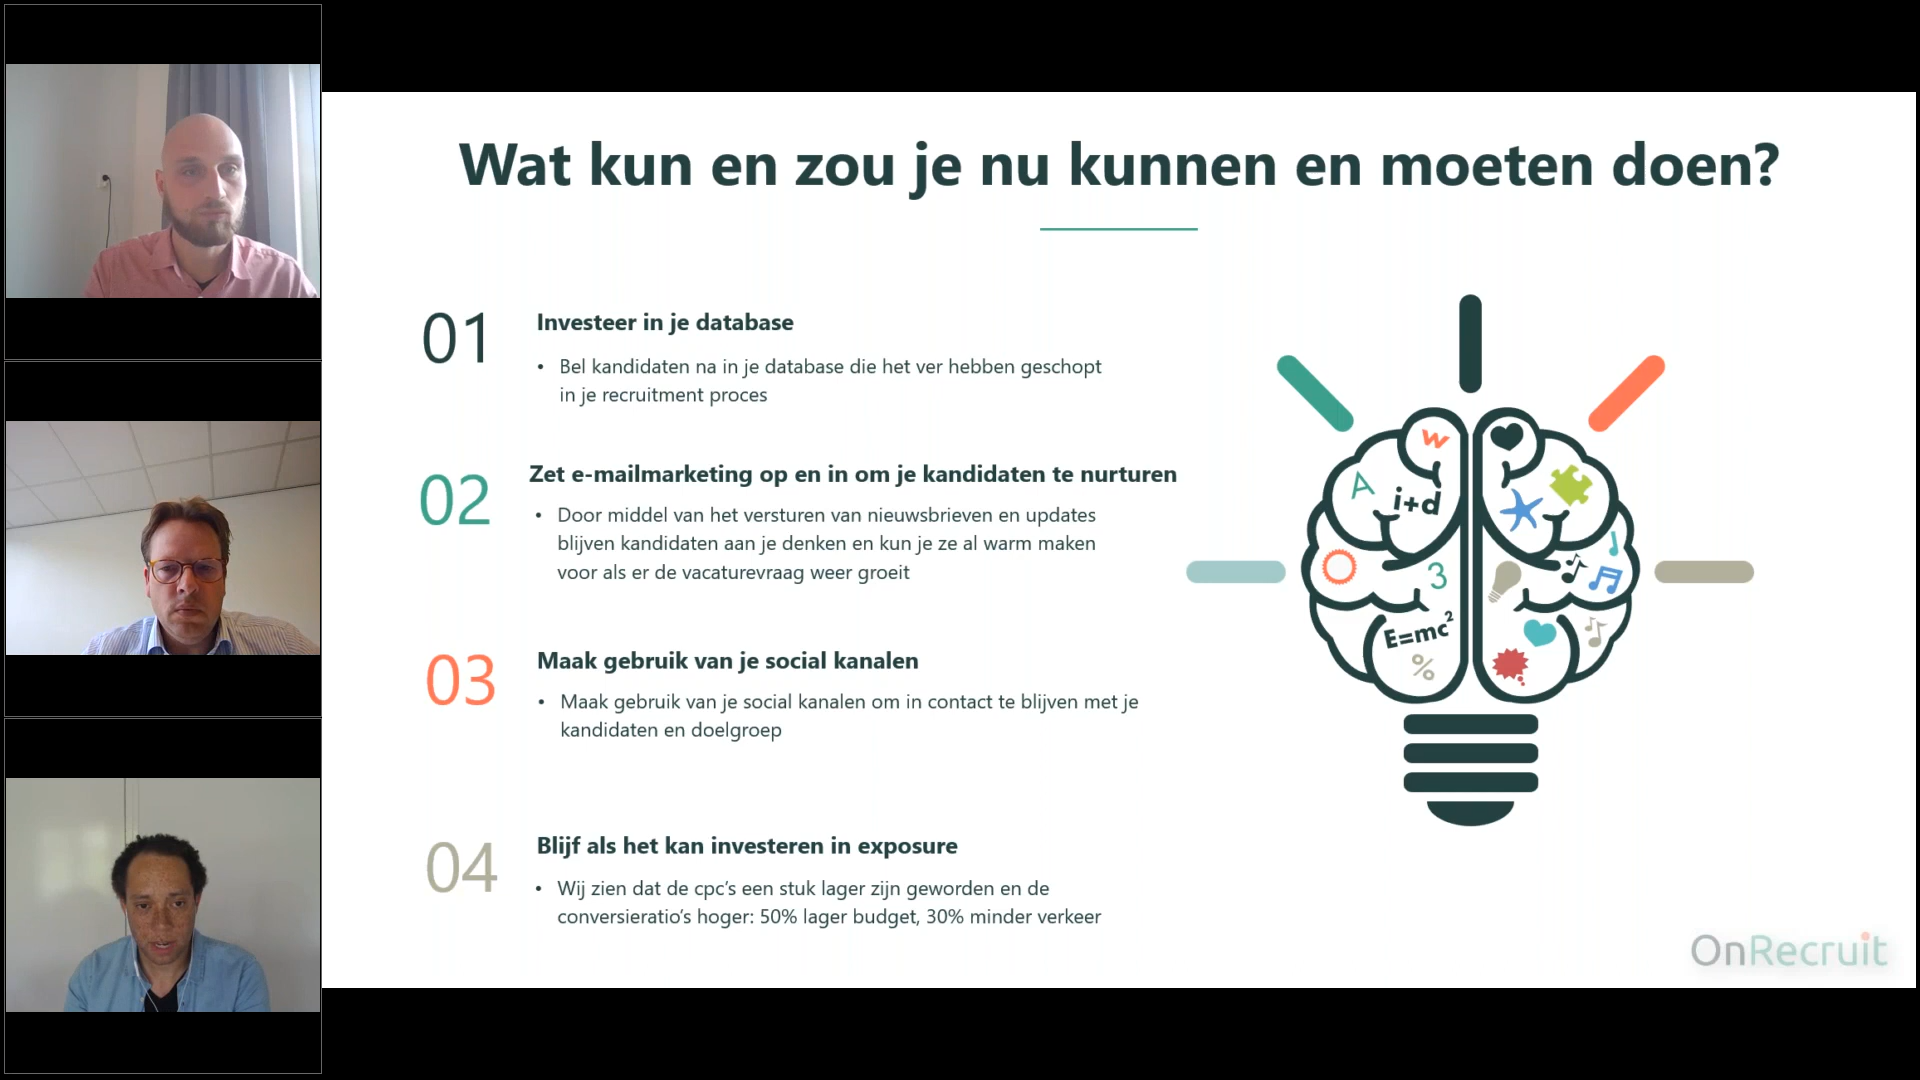 Wat kun en zou je nu kunnen en moeten doen?
01
Investeer in je database
• Bel kandidaten na in je database die het ver hebben geschopt
in je recruitment proces
02
Zet e-mailmarketing op en in om je kandidaten te nurturen
• Door middel van het versturen van nieuwsbrieven en updates
blijven kandidaten aan je denken en kun je ze al warm maken
voor als er de vacaturevraag weer groeit
03
Maak gebruik van je social kanalen
• Maak gebruik van je social kanalen om in contact te blijven met je
kandidaten en doelgroep
04
Blijf als het kan investeren in exposure
• Wij zien dat de cpc’s een stuk lager zijn geworden en de
conversieratio’s hoger: 50% lager budget, 30% minder verkeer
W
A
i+d
3
E=mc²
%
OnRecruit